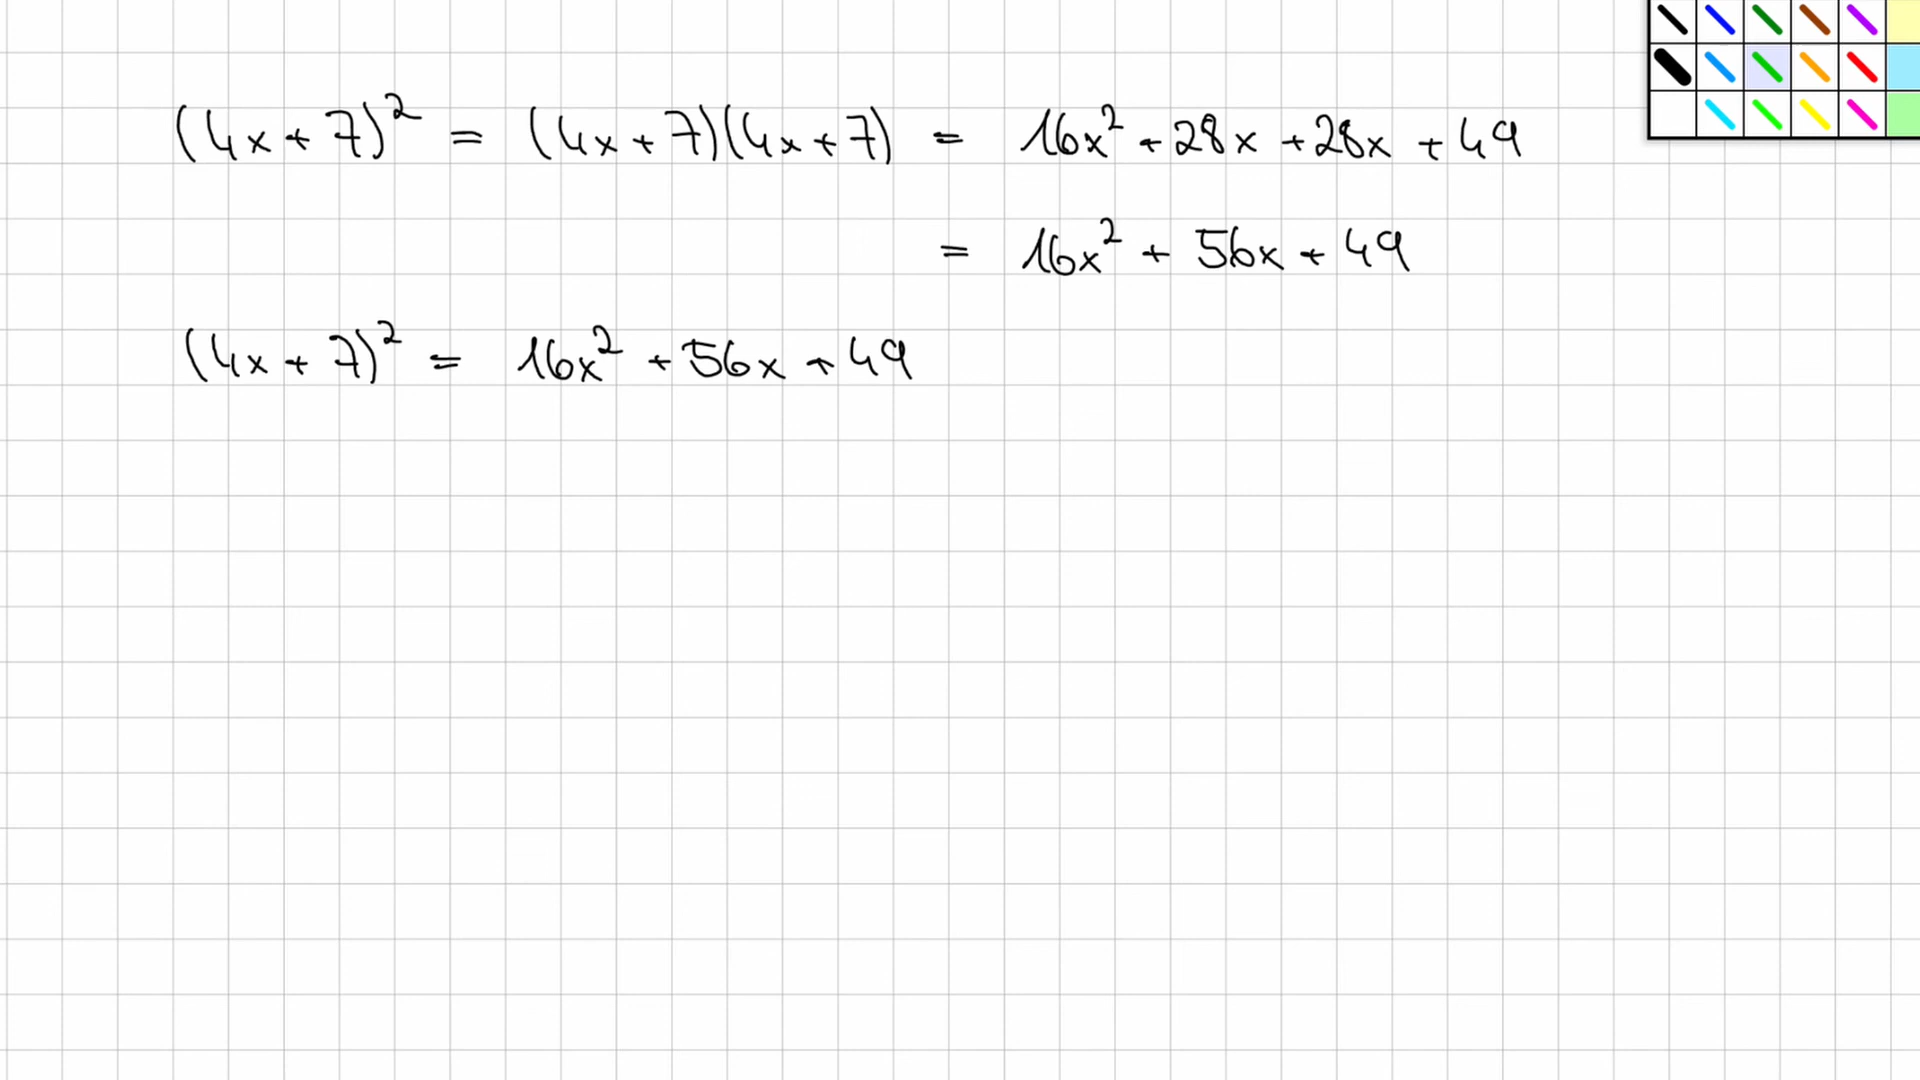 (4x + 7)² = (4x + 7)(4x + 7) = 16x² + 28x + 28x + 49
= 16x² + 56x + 49
(4x + 7)² = 16x² + 56x + 49